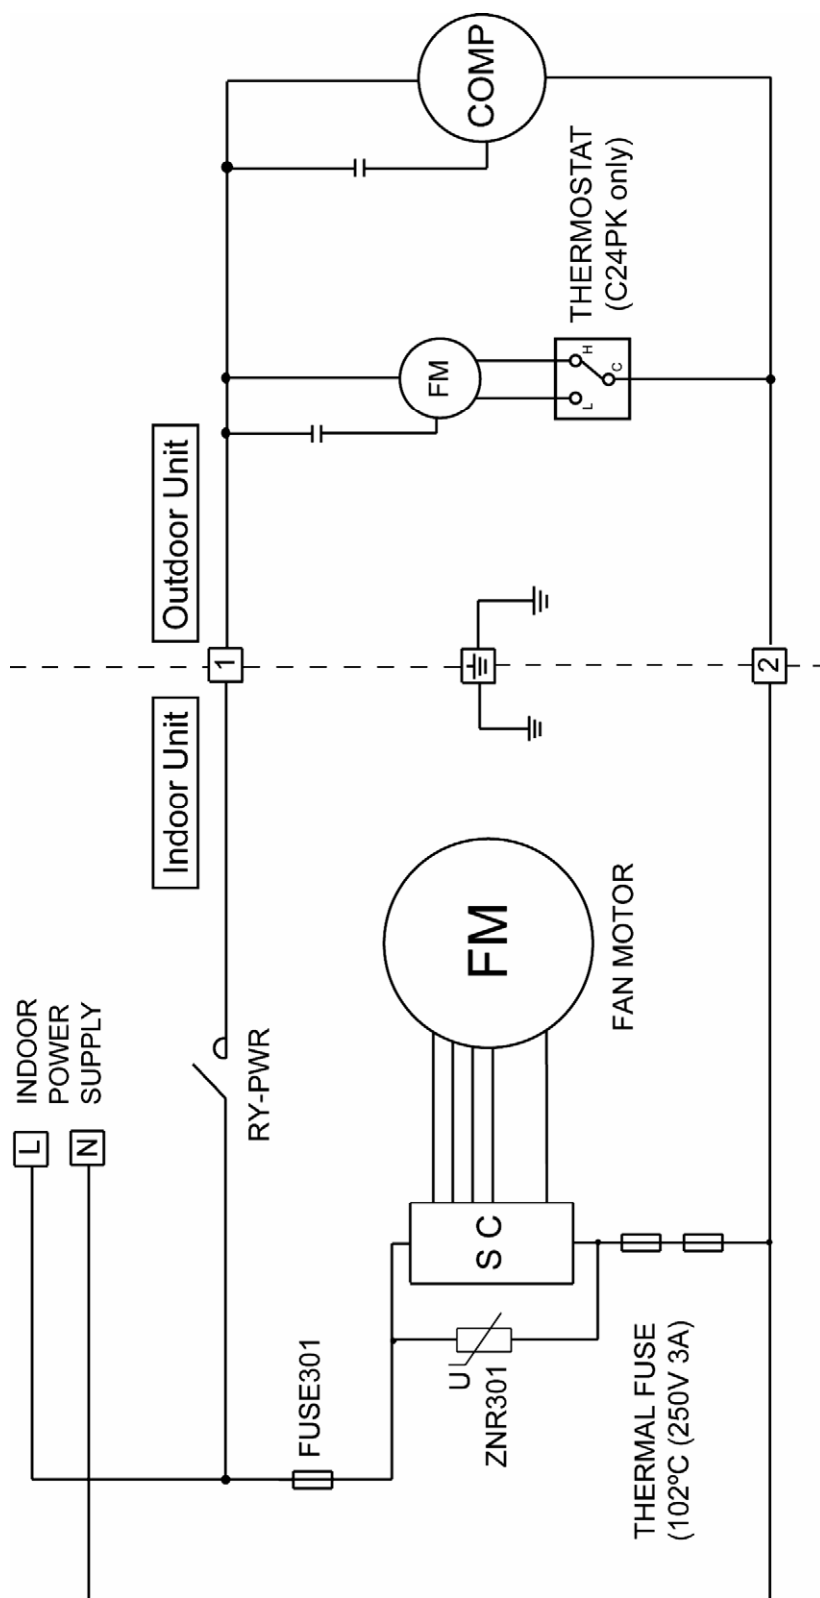 COMP
THERMOSTAT
(C24PK only)
FM
H
C
L
Outdoor Unit
1
2
Indoor Unit
FM
FAN MOTOR
INDOOR
POWER
SUPPLY
L
N
RY-PWR
S C
FUSE301
U
ZNR301
THERMAL FUSE
(102ºC (250V 3A)